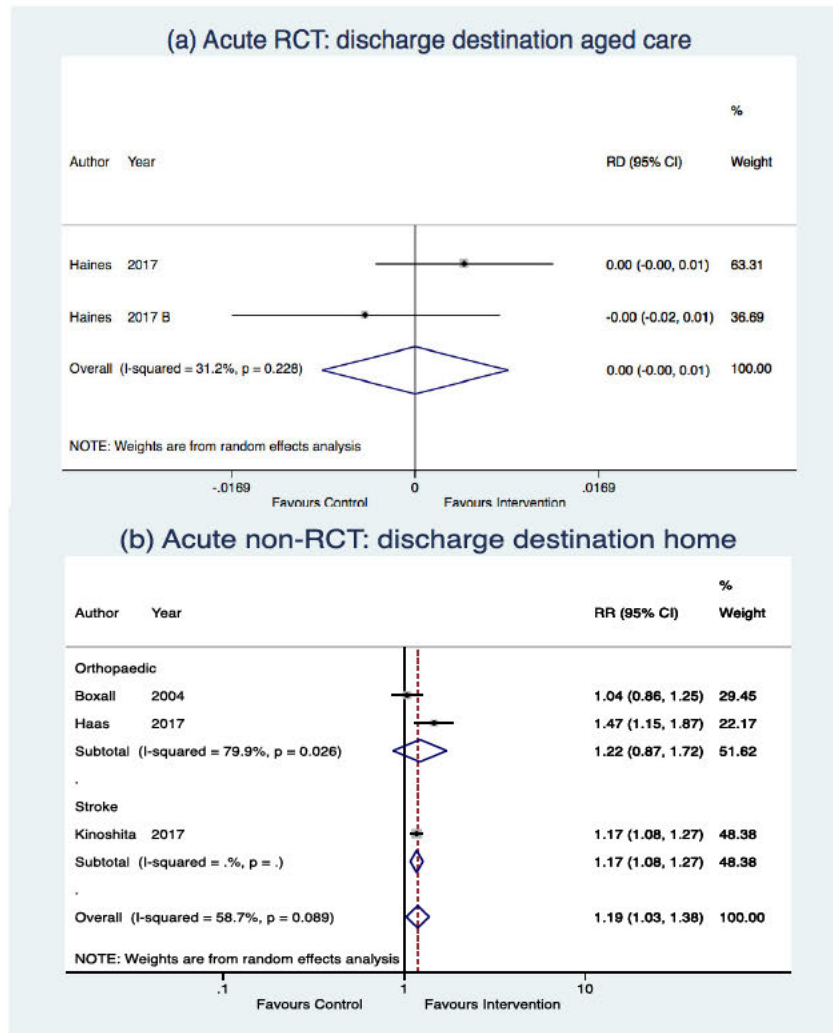 (a) Acute RCT: discharge destination aged care
%
Author Year RD (95% CI) Weight
Haines 2017 0.00 (-0.00, 0.01) 63.31
Haines 2017 B -0.00 (-0.02, 0.01) 36.69
Overall (I-squared = 31.2%, p = 0.228) 0.00 (-0.00, 0.01) 100.00
NOTE: Weights are from random effects analysis
-.0169 0 .0169
Favours Control Favours Intervention
(b) Acute non-RCT: discharge destination home
%
Author Year RR (95% CI) Weight
Orthopaedic
Boxall 2004 1.04 (0.86, 1.25) 29.45
Haas 2017 1.47 (1.15, 1.87) 22.17
Subtotal (I-squared = 79.9%, p = 0.026) 1.22 (0.87, 1.72) 51.62
.
Stroke
Kinoshita 2017 1.17 (1.08, 1.27) 48.38
Subtotal (I-squared = .%, p = .) 1.17 (1.08, 1.27) 48.38
.
Overall (I-squared = 58.7%, p = 0.089) 1.19 (1.03, 1.38) 100.00
NOTE: Weights are from random effects analysis
.1 1 10
Favours Control Favours Intervention